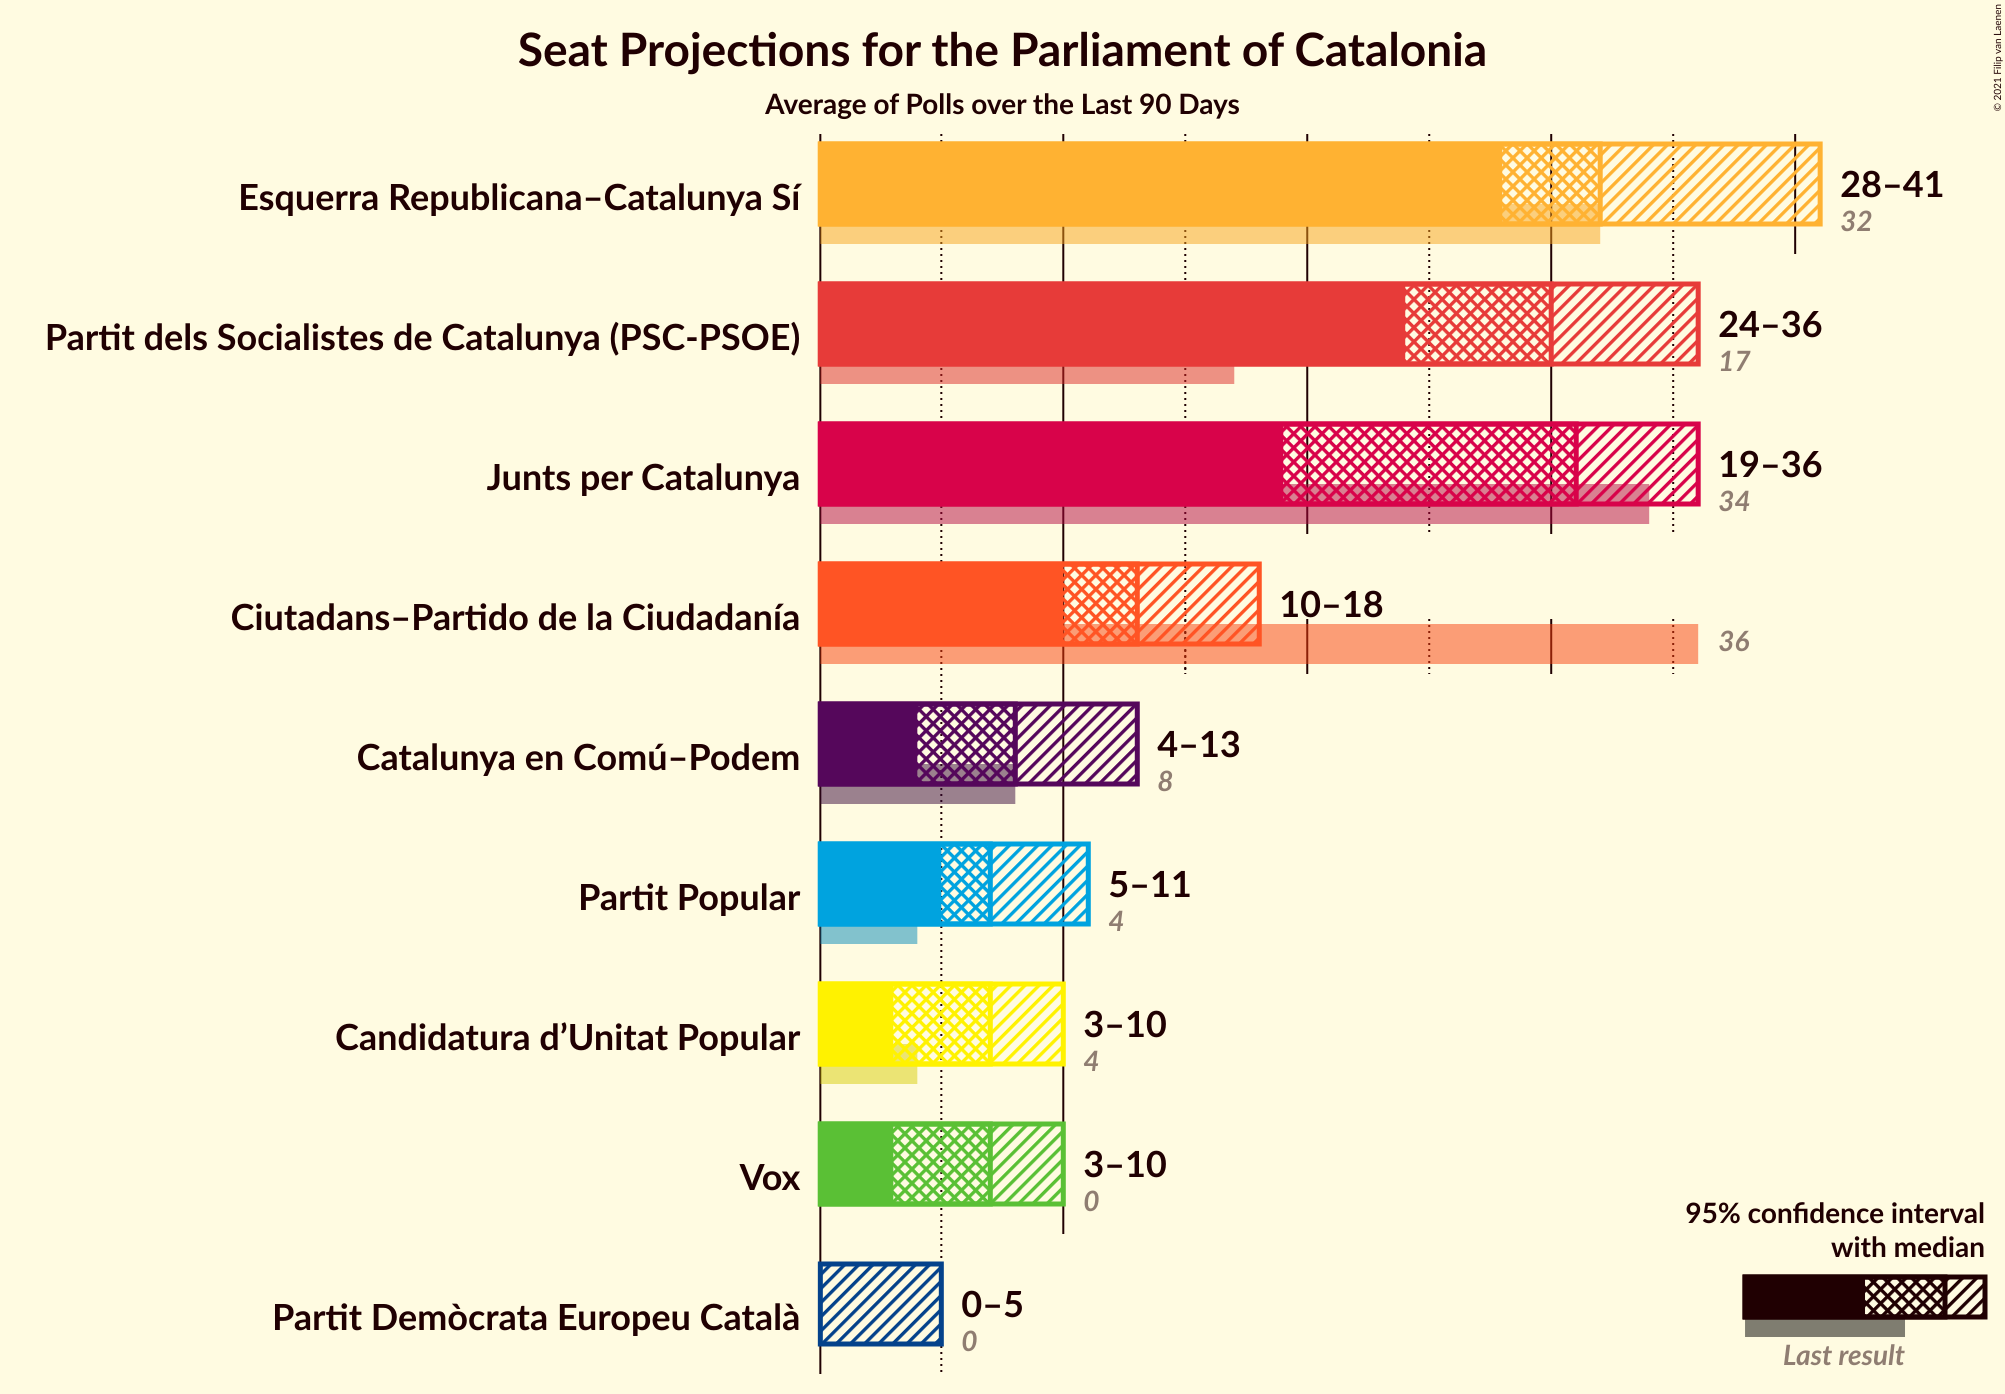 Seat Projections for the Parliament of Catalonia
Average of Polls over the Last 90 Days
© 2021 Filip van Laenen
Esquerra Republicana–Catalunya Sí
28–41
32
Partit dels Socialistes de Catalunya (PSC-PSOE)
24–36
17
Junts per Catalunya
19–36
34
Ciutadans–Partido de la Ciudadanía
10–18
36
Catalunya en Comú–Podem
4–13
8
Partit Popular
5–11
4
Candidatura d’Unitat Popular
3–10
4
Vox
3–10
0
Partit Demòcrata Europeu Català
0–5
0
95% confidence interval
with median
Last result